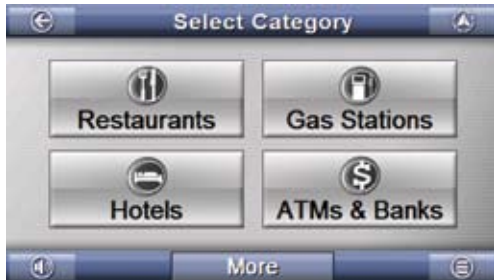 Select Category
Restaurants
Gas Stations
Hotels
ATMs & Banks
More